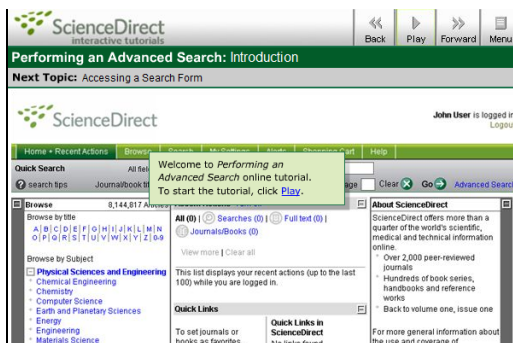 ScienceDirect
interactive tutorials
Back Play Forward Menu
Performing an Advanced Search: Introduction
Next Topic: Accessing a Search Form
ScienceDirect
John User is logged in
Logou
Home + Recent Actions Browse Search My Settings Alerts Shopping Cart Help
Quick Search All fiel
search tips Journal/book tit age Clear Go Advanced Search
Welcome to Performing an
Advanced Search online tutorial.
To start the tutorial, click Play.
Browse 8,144,817 Articles
Browse by title
A B C D E F G H I J K L M N
O P Q R S T U V W X Y Z 0-9
Browse by Subject
Physical Sciences and Engineering
Chemical Engineering
Chemistry
Computer Science
Earth and Planetary Sciences
Energy
Engineering
Materials Science
All (0) | Searches (0) | Full text (0) |
Journals/Books (0)
View more | Clear all
This list displays your recent actions (up to the last
100) while you are logged in.
Quick Links
To set journals or
books as favorites
Quick Links in
ScienceDirect
No links found
About ScienceDirect
ScienceDirect offers more than a
quarter of the world's scientific,
medical and technical information
online.
Over 2,000 peer-reviewed
journals
Hundreds of book series,
handbooks and reference
works
Back to volume one, issue one
For more general information about
the use and coverage of